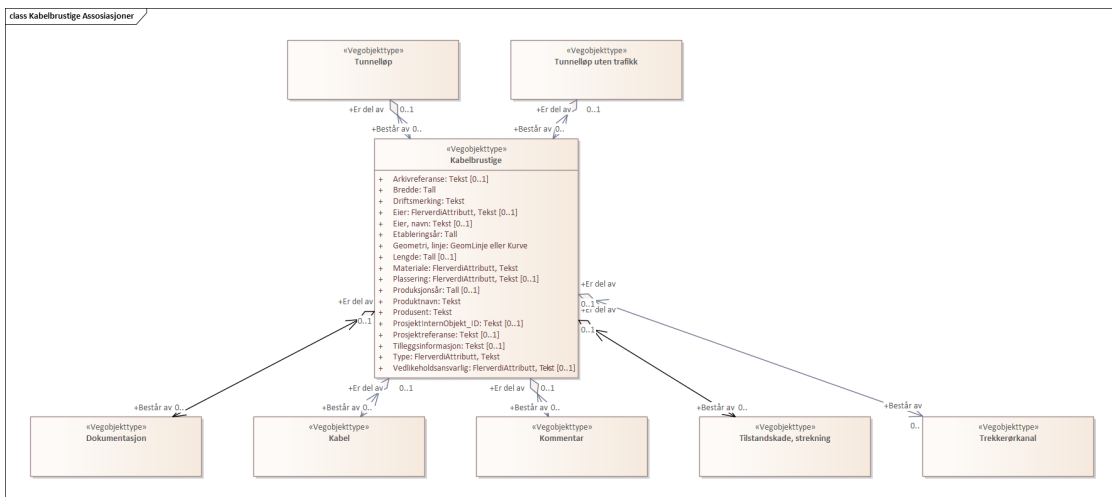 class Kabelbrustige Assosiasjoner
«Vegobjekttype»
Tunnelløp
«Vegobjekttype»
Tunnelløp uten trafikk
+Er del av 0..1
+Består av 0..
+Er del av 0..1
+Består av 0..
«Vegobjekttype»
Kabelbrustige
+ Arkivreferanse: Tekst [0..1]
+ Bredde: Tall
+ Driftsmerking: Tekst
+ Eier: FlerverdiAttributt, Tekst [0..1]
+ Eier, navn: Tekst [0..1]
+ Etableringsår: Tall
+ Geometri, linje: GeomLinje eller Kurve
+ Lengde: Tall [0..1]
+ Materiale: FlerverdiAttributt, Tekst
+ Plassering: FlerverdiAttributt, Tekst [0..1]
+ Produksjonsår: Tall [0..1]
+ Produktnavn: Tekst
+ Produsent: Tekst
+ ProsjektInternObjekt_ID: Tekst [0..1]
+ Prosjektreferanse: Tekst [0..1]
+ Tilleggsinformasjon: Tekst [0..1]
+ Type: FlerverdiAttributt, Tekst
+ Vedlikeholdsansvarlig: FlerverdiAttributt, Tekst [0..1]
+Er del av
0..1
+Er del av
0..1
+Er del av
0..1
+Er del av 0..1
+Er del av 0..1
+Består av 0..
+Består av 0..
+Består av 0..
+Består av 0..
+Består av
0..
«Vegobjekttype»
Dokumentasjon
«Vegobjekttype»
Kabel
«Vegobjekttype»
Kommentar
«Vegobjekttype»
Tilstandskade, strekning
«Vegobjekttype»
Trekkerørkanal